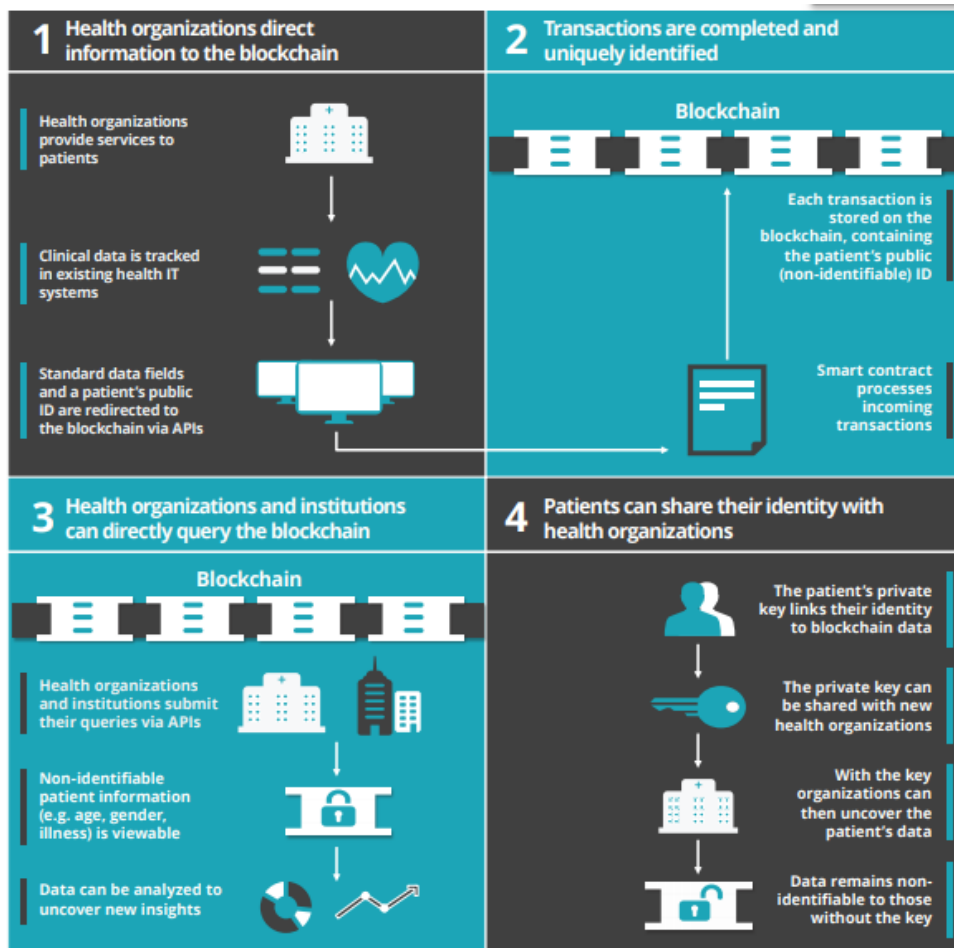 1
Health organizations direct
information to the blockchain
Health organizations
provide services to
patients
Clinical data is tracked
in existing health IT
systems
Standard data fields
and a patient's public
ID are redirected to
the blockchain via APIs
2
Transactions are completed and
uniquely identified
Blockchain
Each transaction is
stored on the
blockchain, containing
the patient's public
(non-identifiable) ID
Smart contract
processes
incoming
transactions
3
Health organizations and institutions
can directly query the blockchain
Blockchain
Health organizations
and institutions submit
their queries via APIs
Non-identifiable
patient information
(e.g. age, gender,
illness) is viewable
Data can be analyzed to
uncover new insights
4
Patients can share their identity with
health organizations
The patient's private
key links their identity
to blockchain data
The private key can
be shared with new
health organizations
With the key
organizations can
then uncover the
patient's data
Data remains non-
identifiable to those
without the key